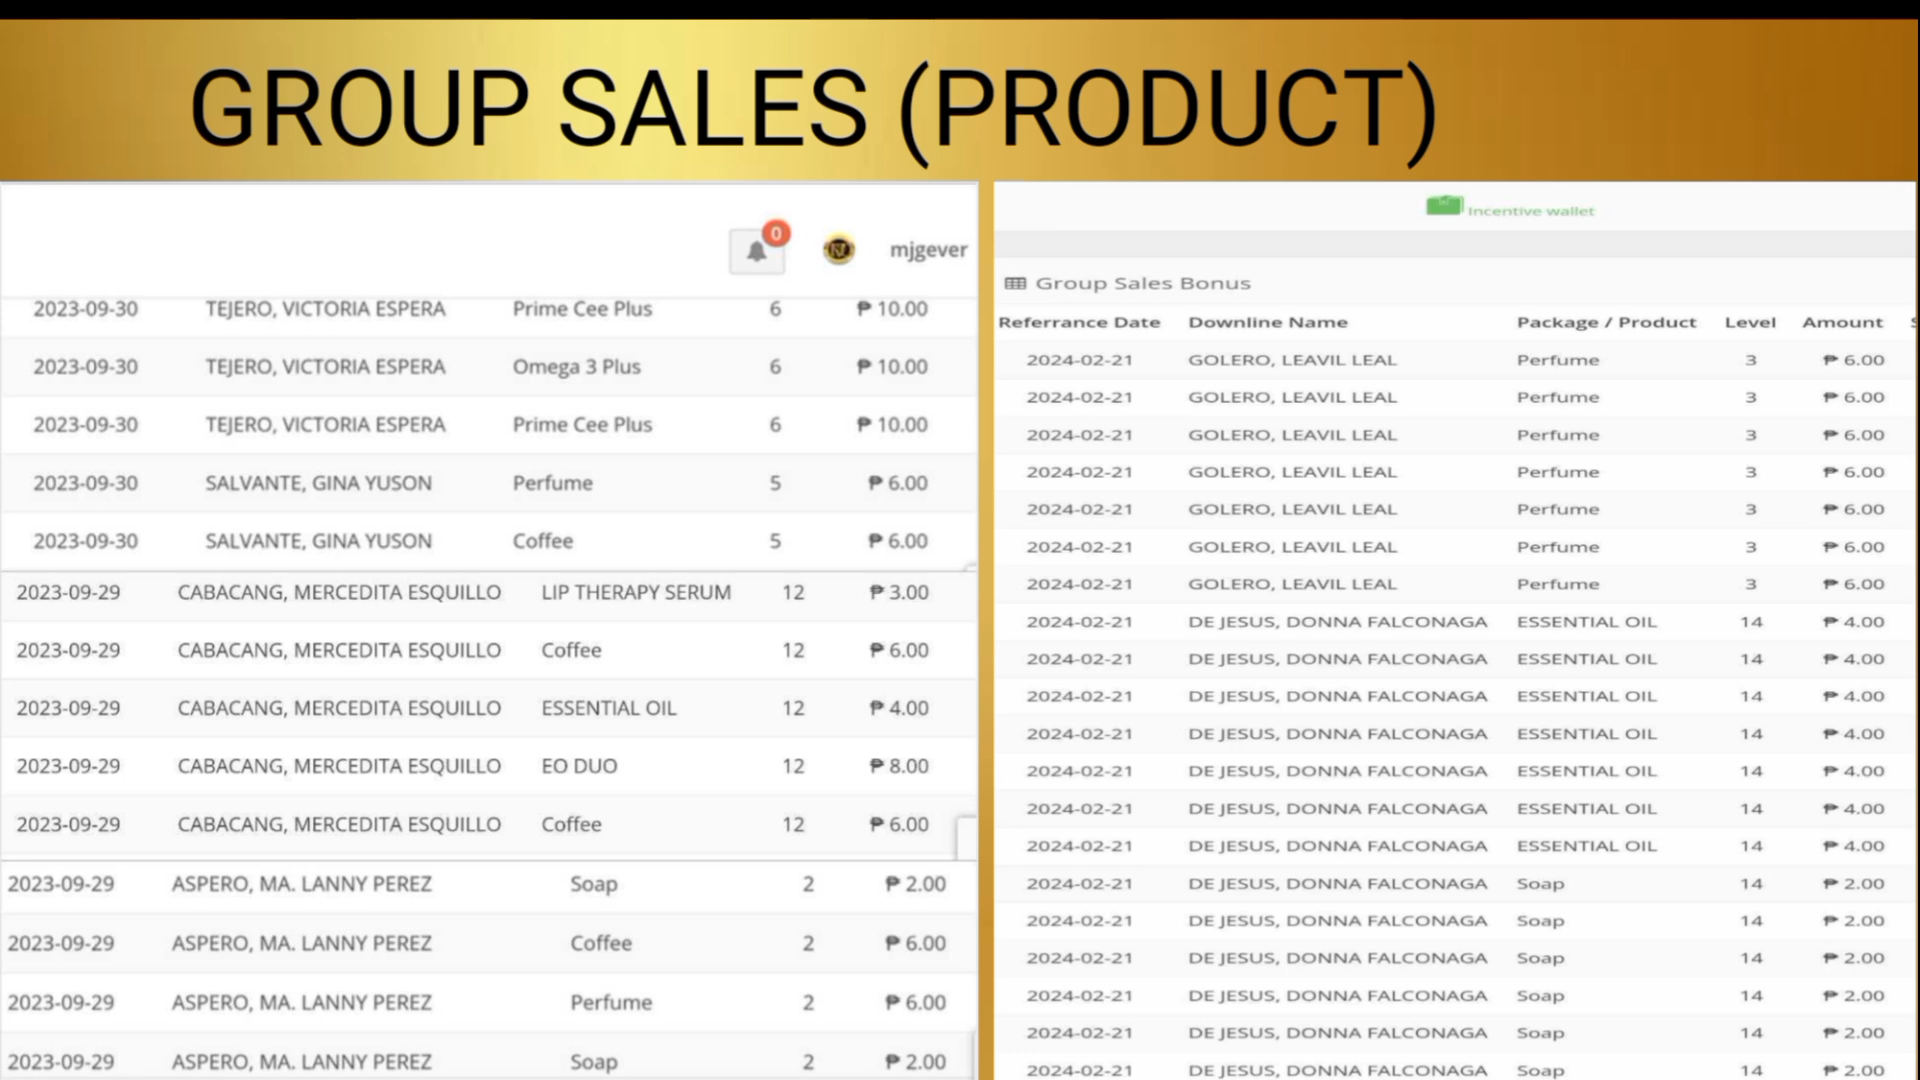 GROUP SALES (PRODUCT)
0
mjgever
2023-09-30 TEJERO, VICTORIA ESPERA Prime Cee Plus 6 ₱ 10.00
2023-09-30 TEJERO, VICTORIA ESPERA Omega 3 Plus 6 ₱ 10.00
2023-09-30 TEJERO, VICTORIA ESPERA Prime Cee Plus 6 ₱ 10.00
2023-09-30 SALVANTE, GINA YUSON Perfume 5 ₱ 6.00
2023-09-30 SALVANTE, GINA YUSON Coffee 5 ₱ 6.00
2023-09-29 CABACANG, MERCEDITA ESQUILLO LIP THERAPY SERUM 12 ₱ 3.00
2023-09-29 CABACANG, MERCEDITA ESQUILLO Coffee 12 ₱ 6.00
2023-09-29 CABACANG, MERCEDITA ESQUILLO ESSENTIAL OIL 12 ₱ 4.00
2023-09-29 CABACANG, MERCEDITA ESQUILLO EO DUO 12 ₱ 8.00
2023-09-29 CABACANG, MERCEDITA ESQUILLO Coffee 12 ₱ 6.00
2023-09-29 ASPERO, MA. LANNY PEREZ Soap 2 ₱ 2.00
2023-09-29 ASPERO, MA. LANNY PEREZ Coffee 2 ₱ 6.00
2023-09-29 ASPERO, MA. LANNY PEREZ Perfume 2 ₱ 6.00
2023-09-29 ASPERO, MA. LANNY PEREZ Soap 2 ₱ 2.00
Incentive wallet
Group Sales Bonus
Referrance Date Downline Name Package / Product Level Amount
2024-02-21 GOLERO, LEAVIL LEAL Perfume 3 ₱ 6.00
2024-02-21 GOLERO, LEAVIL LEAL Perfume 3 ₱ 6.00
2024-02-21 GOLERO, LEAVIL LEAL Perfume 3 ₱ 6.00
2024-02-21 GOLERO, LEAVIL LEAL Perfume 3 ₱ 6.00
2024-02-21 GOLERO, LEAVIL LEAL Perfume 3 ₱ 6.00
2024-02-21 GOLERO, LEAVIL LEAL Perfume 3 ₱ 6.00
2024-02-21 GOLERO, LEAVIL LEAL Perfume 3 ₱ 6.00
2024-02-21 DE JESUS, DONNA FALCONAGA ESSENTIAL OIL 14 ₱ 4.00
2024-02-21 DE JESUS, DONNA FALCONAGA ESSENTIAL OIL 14 ₱ 4.00
2024-02-21 DE JESUS, DONNA FALCONAGA ESSENTIAL OIL 14 ₱ 4.00
2024-02-21 DE JESUS, DONNA FALCONAGA ESSENTIAL OIL 14 ₱ 4.00
2024-02-21 DE JESUS, DONNA FALCONAGA ESSENTIAL OIL 14 ₱ 4.00
2024-02-21 DE JESUS, DONNA FALCONAGA ESSENTIAL OIL 14 ₱ 4.00
2024-02-21 DE JESUS, DONNA FALCONAGA ESSENTIAL OIL 14 ₱ 4.00
2024-02-21 DE JESUS, DONNA FALCONAGA Soap 14 ₱ 2.00
2024-02-21 DE JESUS, DONNA FALCONAGA Soap 14 ₱ 2.00
2024-02-21 DE JESUS, DONNA FALCONAGA Soap 14 ₱ 2.00
2024-02-21 DE JESUS, DONNA FALCONAGA Soap 14 ₱ 2.00
2024-02-21 DE JESUS, DONNA FALCONAGA Soap 14 ₱ 2.00
2024-02-21 DE JESUS, DONNA FALCONAGA Soap 14 ₱ 2.00